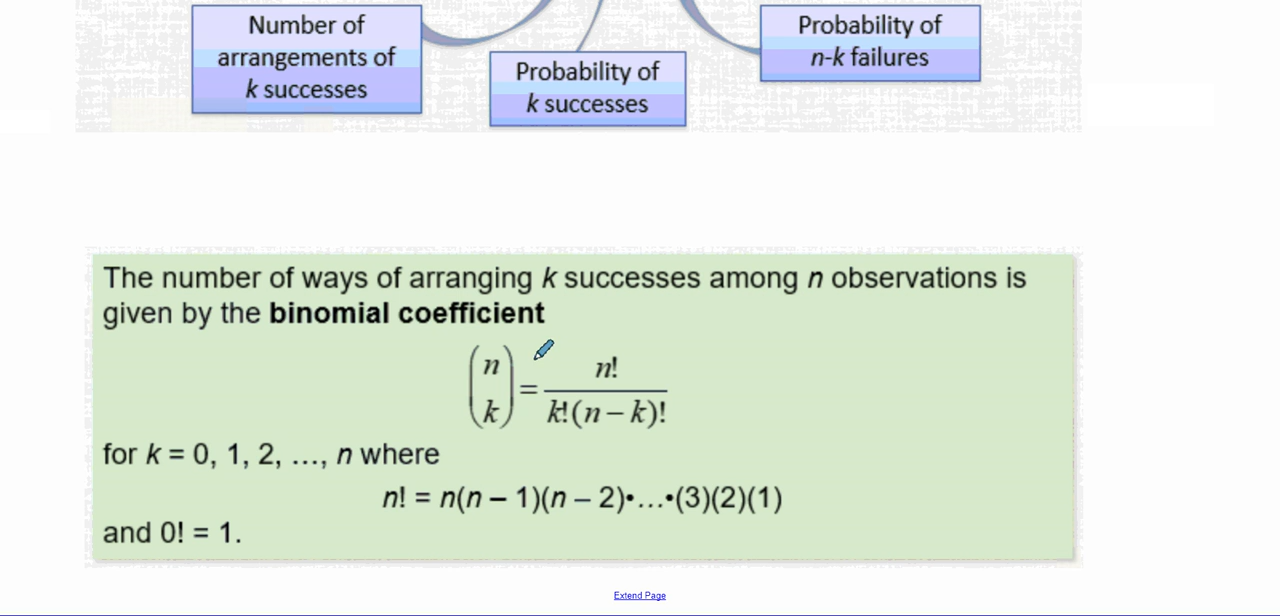 Number of
arrangements of
k successes
Probability of
k successes
Probability of
n-k failures
The number of ways of arranging k successes among n observations is
given by the binomial coefficient
(n k) = n! / k!(n – k)!
for k = 0, 1, 2, …, n where
n! = n(n – 1)(n – 2)•…•(3)(2)(1)
and 0! = 1.
Extend Page